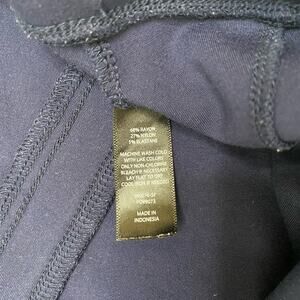 68% RAYON
27% NYLON
5% ELASTANE
MACHINE WASH COLD
WITH LIKE COLORS
ONLY NON-CHLORINE
BLEACH IF NECESSARY
LAY FLAT TO DRY
COOL IRON IF NEEDED
MADE IN
INDONESIA